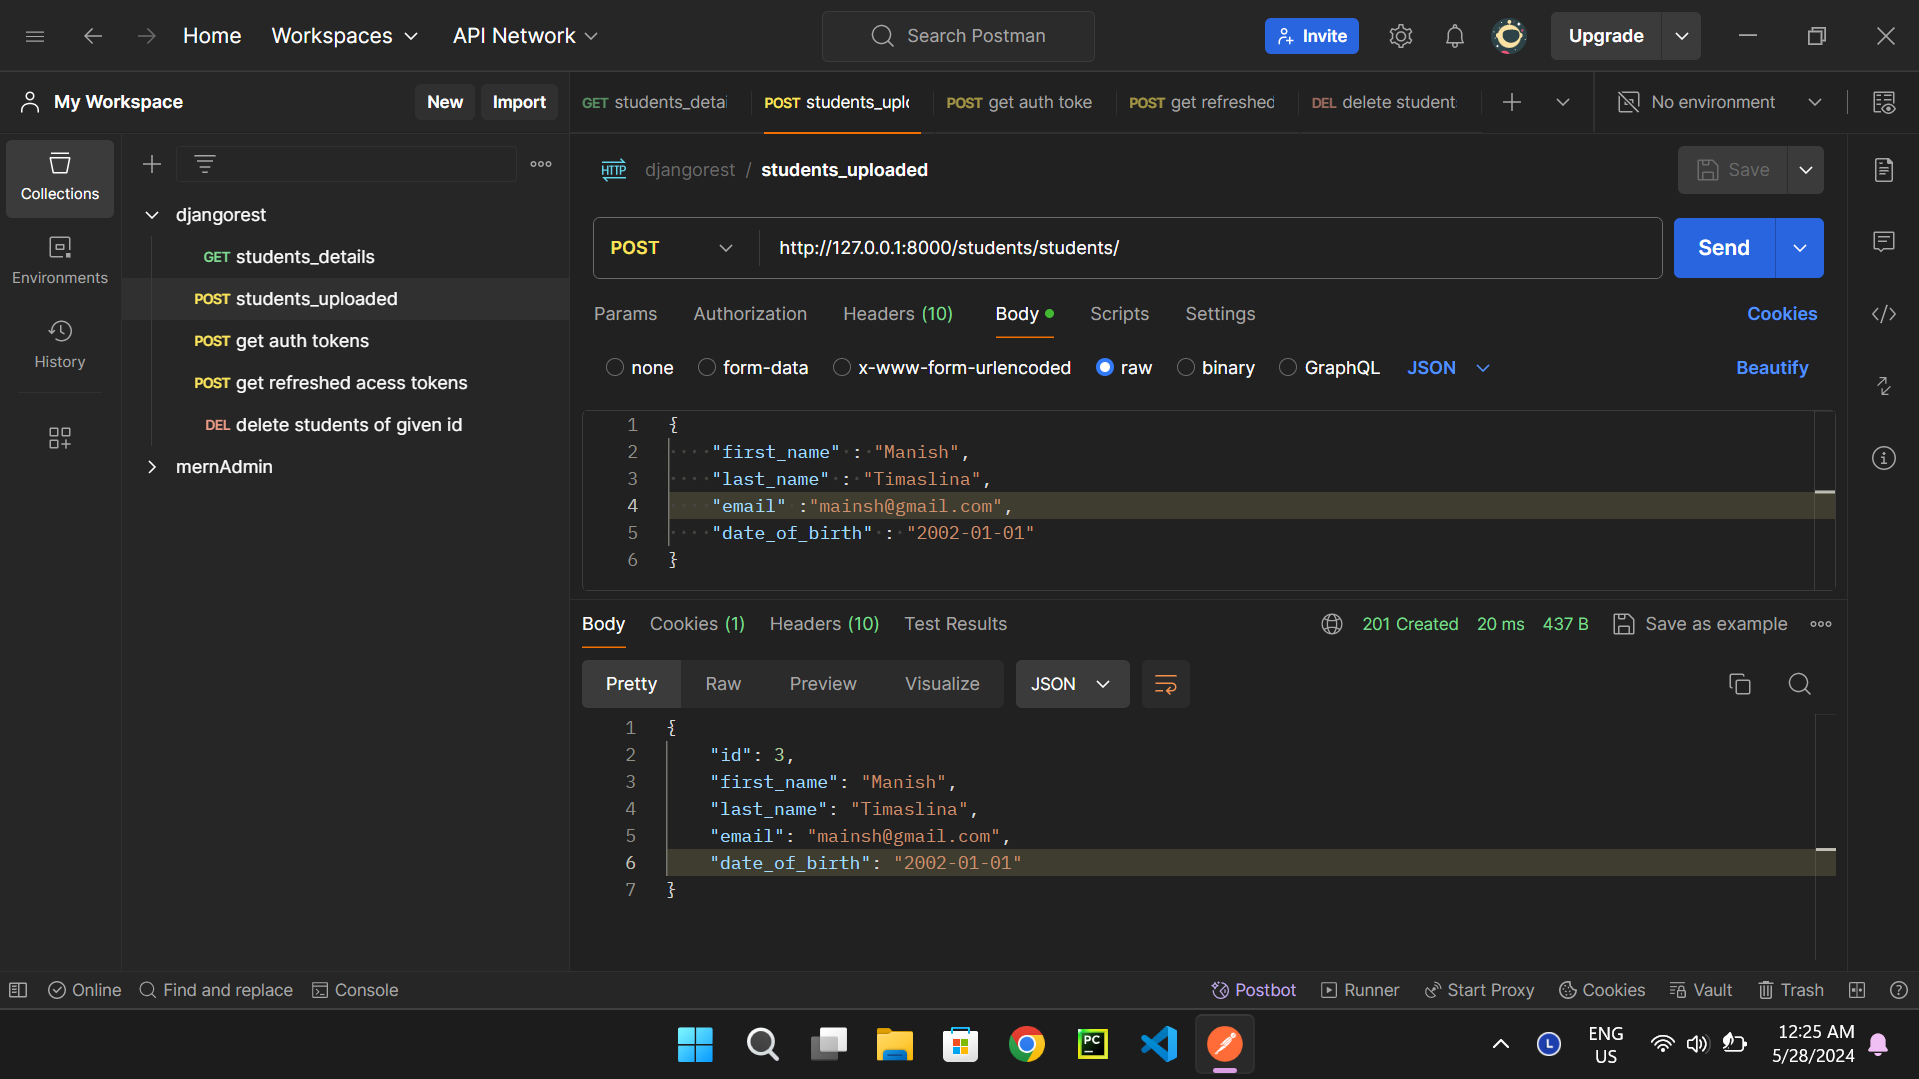 Home
Workspaces
API Network
Search Postman
Invite
Upgrade
My Workspace
New
Import
GET students_detai
POST students_uplo
POST get auth toke
POST get refreshed
DEL delete student
No environment
Collections
Environments
History
djangorest
GET students_details
POST students_uploaded
POST get auth tokens
POST get refreshed acess tokens
DEL delete students of given id
mernAdmin
HTTP djangorest / students_uploaded
Save
POST http://127.0.0.1:8000/students/students/
Send
Params Authorization Headers (10) Body Scripts Settings Cookies
none form-data x-www-form-urlencoded raw binary GraphQL JSON Beautify
1 {
2 "first_name" : "Manish",
3 "last_name" : "Timaslina",
4 "email" :"mainsh@gmail.com",
5 "date_of_birth" : "2002-01-01"
6 }
Body Cookies (1) Headers (10) Test Results 201 Created 20 ms 437 B Save as example
Pretty Raw Preview Visualize JSON
1 {
2 "id": 3,
3 "first_name": "Manish",
4 "last_name": "Timaslina",
5 "email": "mainsh@gmail.com",
6 "date_of_birth": "2002-01-01"
7 }
Online Find and replace Console Postbot Runner Start Proxy Cookies Vault Trash
PC
L
ENG
US
12:25 AM
5/28/2024